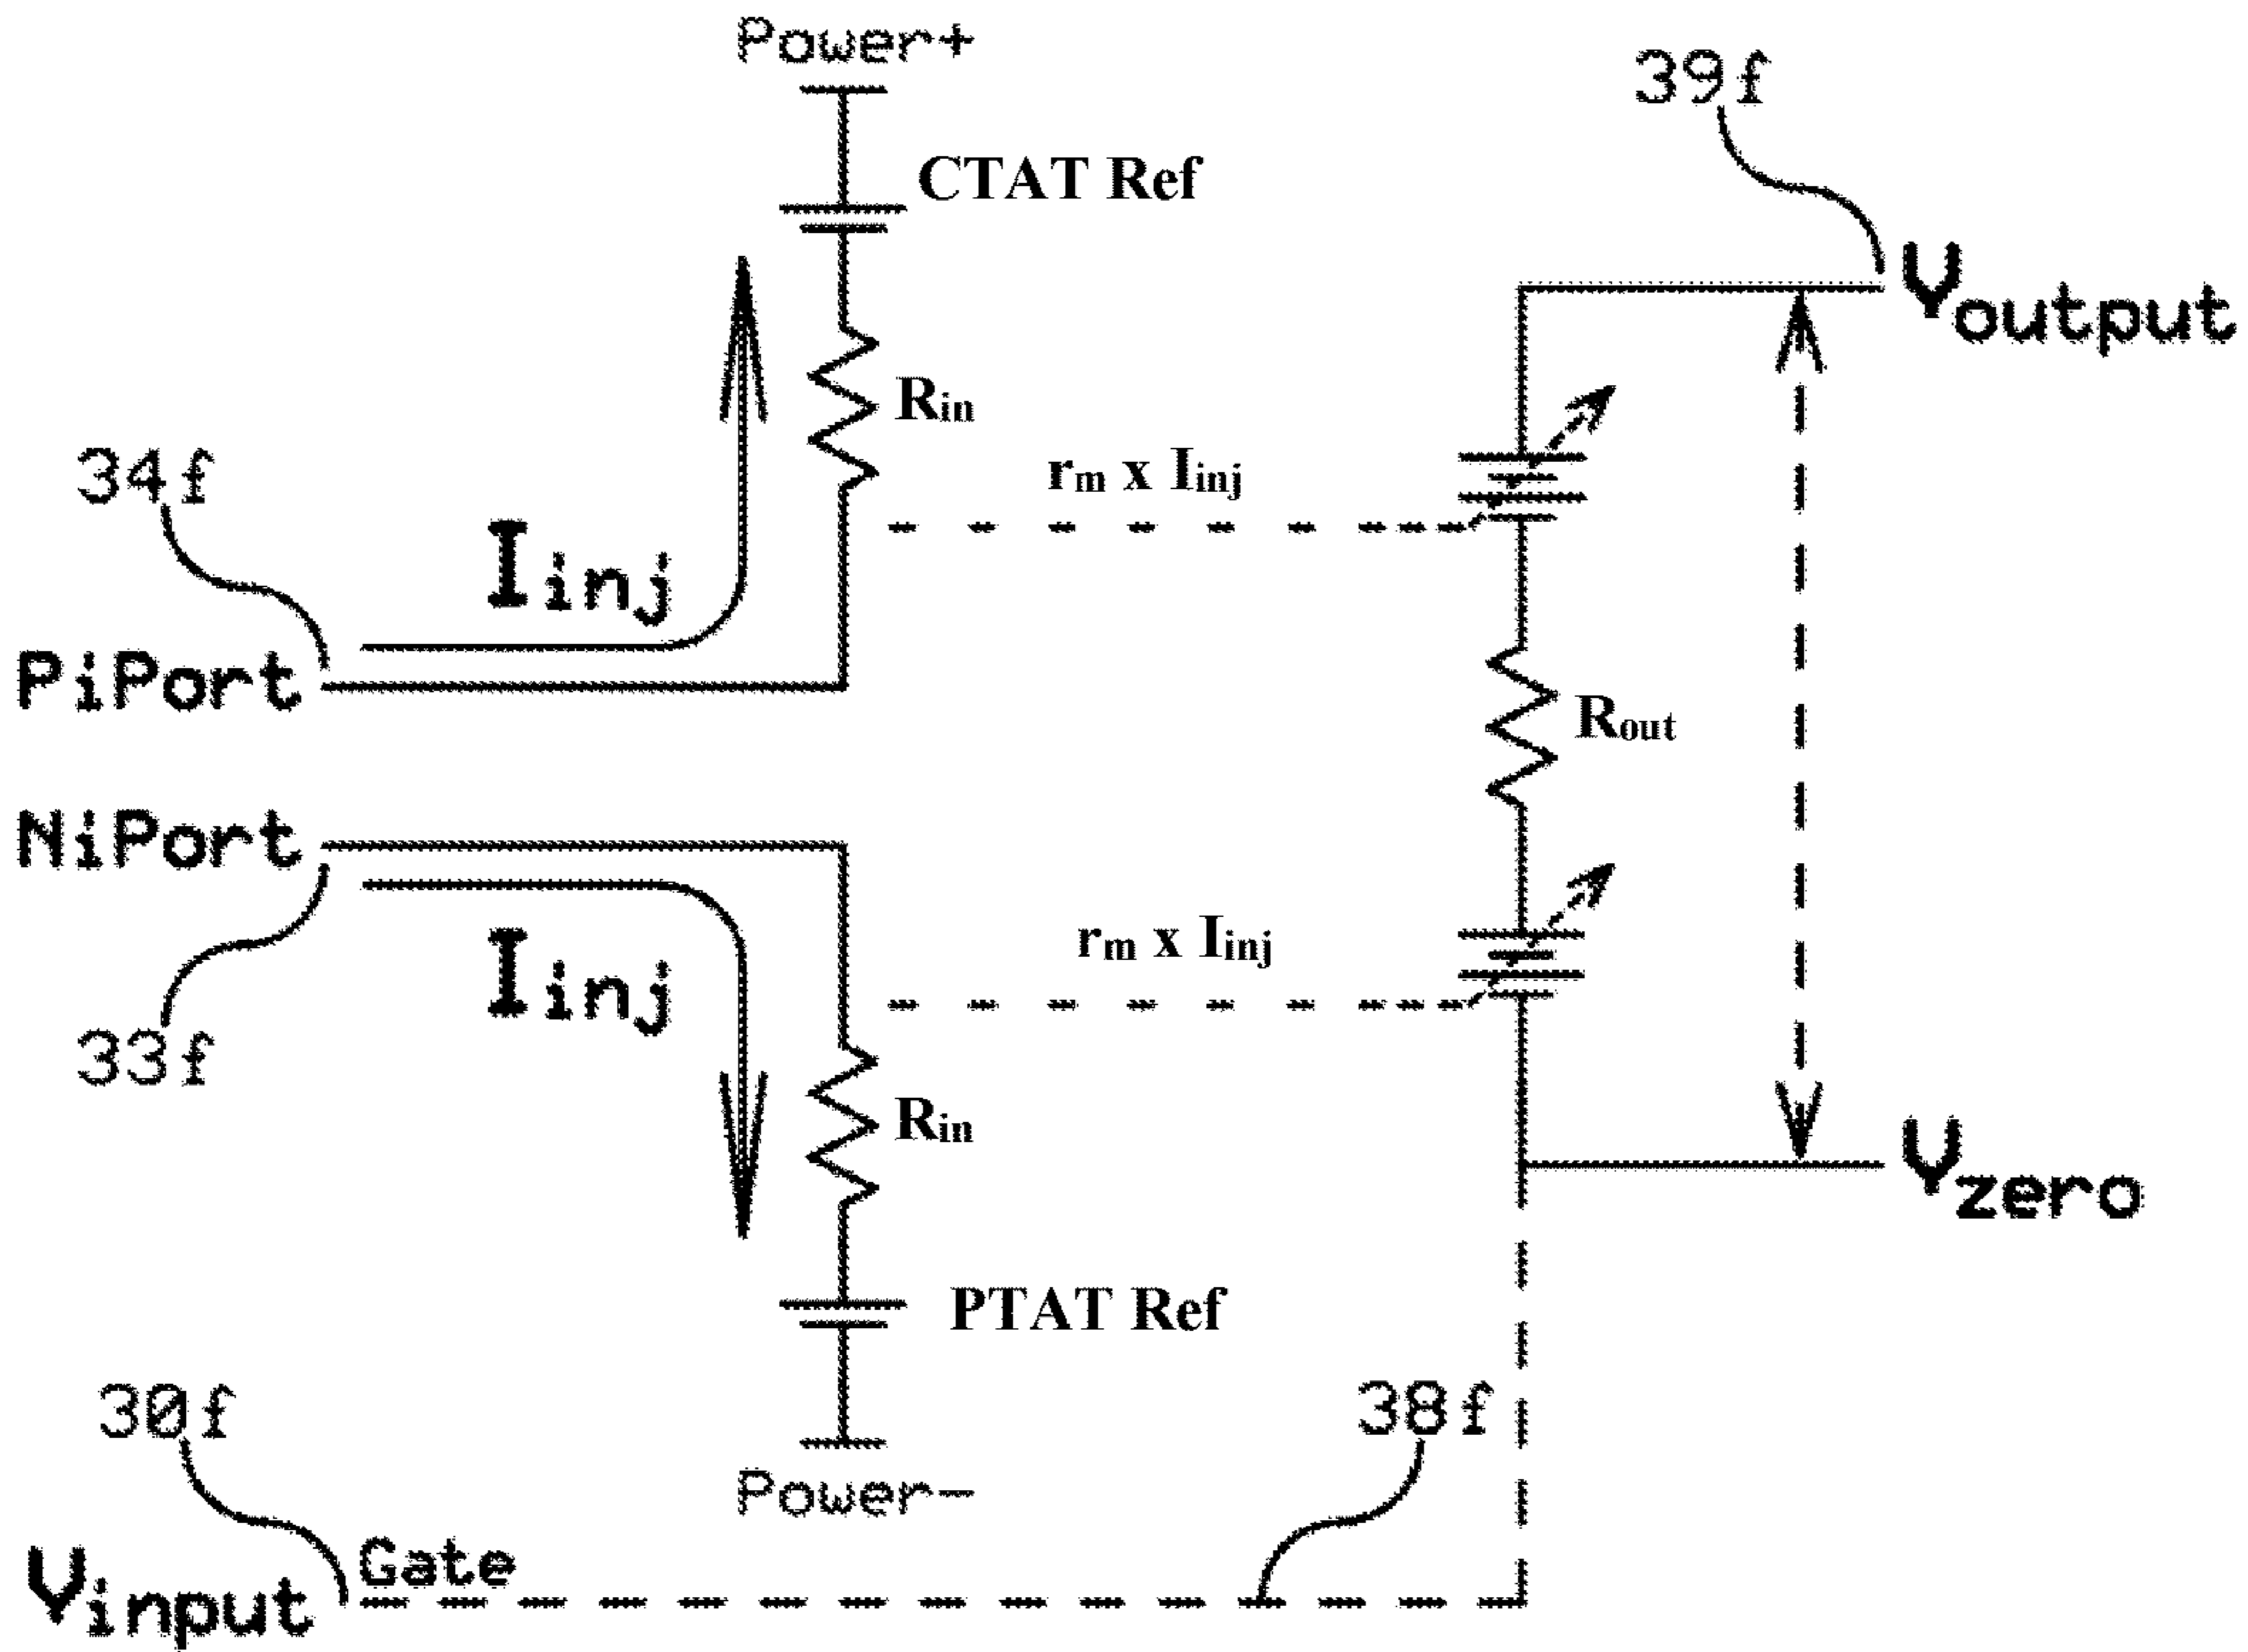 Power+
39f
CTAT Ref
Voutput
Rin
rm x Iinj
34f
Iinj
PiPort
Rout
NiPort
rm x Iinj
Iinj
33f
Rin
Vzero
PTAT Ref
30f
38f
Power-
Gate
Vinput